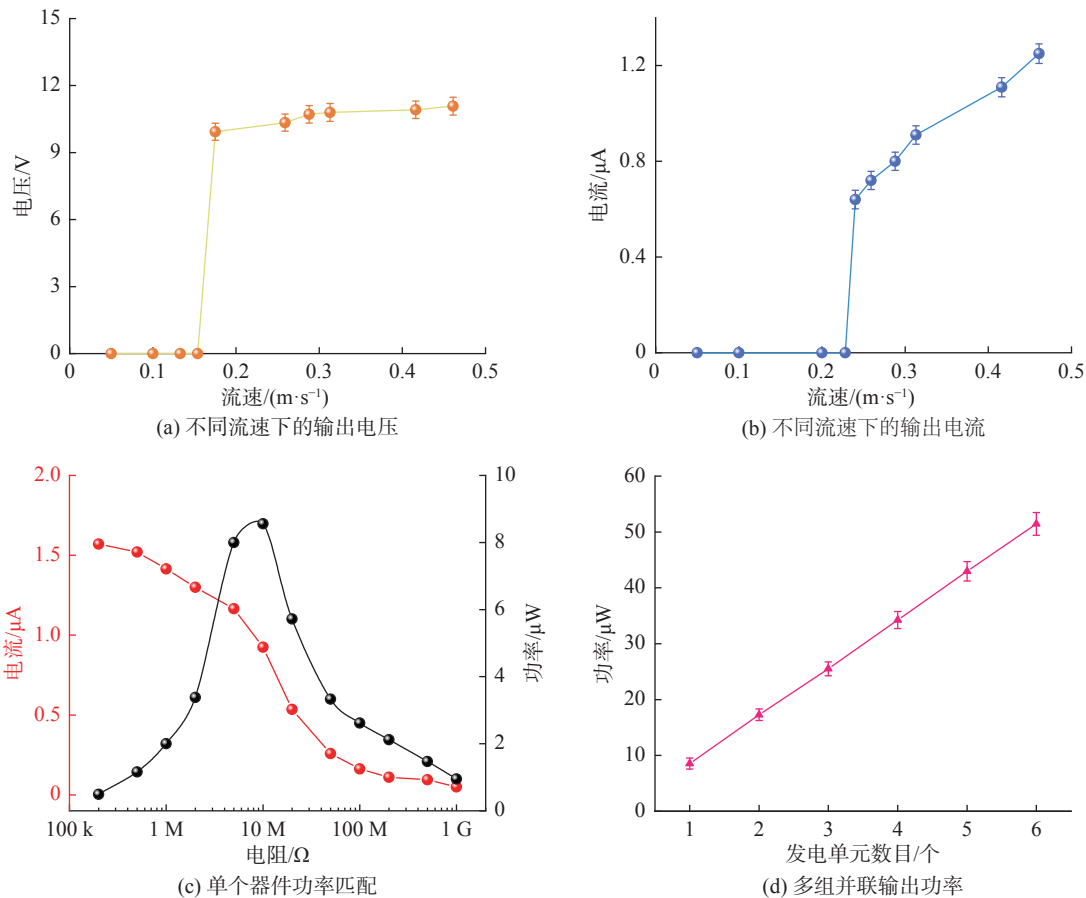 15
12
9
6
3
0
电压/V
0
0.1
0.2
0.3
0.4
0.5
流速/(m·s⁻¹)
(a) 不同流速下的输出电压
1.2
0.8
0.4
0
电流/μA
0
0.1
0.2
0.3
0.4
0.5
流速/(m·s⁻¹)
(b) 不同流速下的输出电流
2.0
1.5
1.0
0.5
0
电流/μA
10
8
6
4
2
0
功率/μW
100 k
1 M
10 M
100 M
1 G
电阻/Ω
(c) 单个器件功率匹配
60
50
40
30
20
10
0
功率/μW
1
2
3
4
5
6
发电单元数目/个
(d) 多组并联输出功率